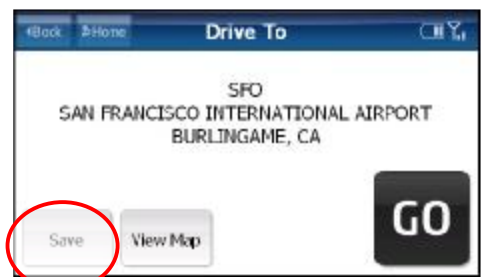 Back Home Drive To
SFO
SAN FRANCISCO INTERNATIONAL AIRPORT
BURLINGAME, CA
Save View Map GO